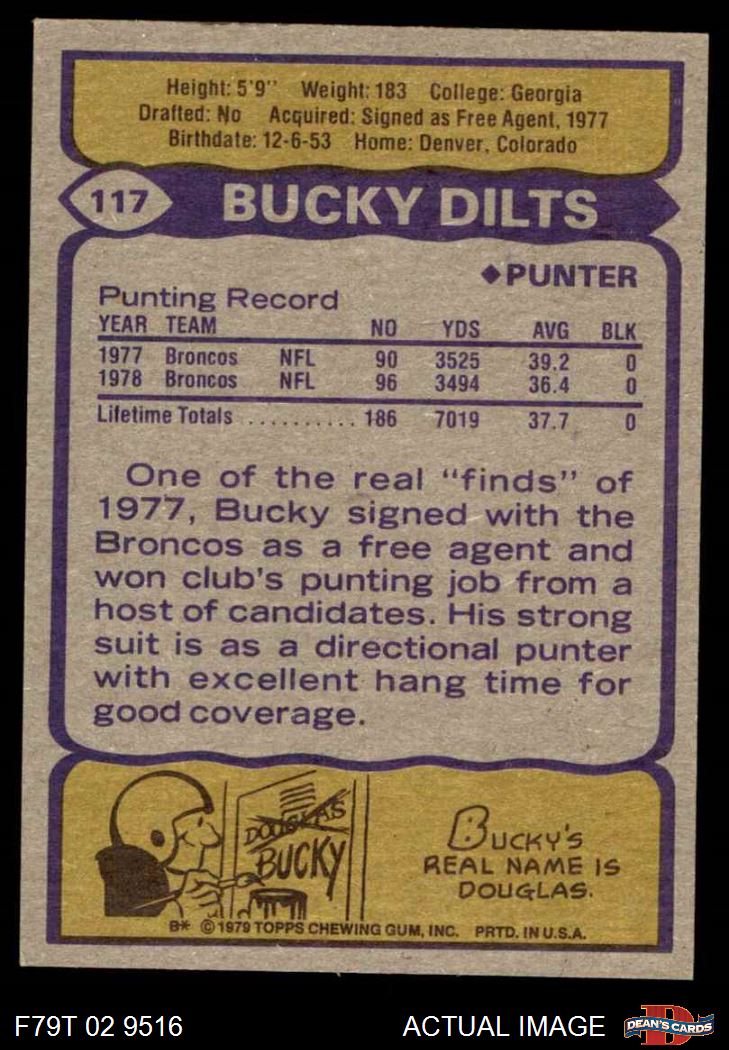 Height: 5'9" Weight: 183 College: Georgia
Drafted: No Acquired: Signed as Free Agent, 1977
Birthdate: 12-6-53 Home: Denver, Colorado
117 BUCKY DILTS
◆PUNTER
Punting Record
YEAR TEAM NO YDS AVG BLK
1977 Broncos NFL 90 3525 39.2 0
1978 Broncos NFL 96 3494 36.4 0
Lifetime Totals .......... 186 7019 37.7 0
One of the real "finds" of
1977, Bucky signed with the
Broncos as a free agent and
won club's punting job from a
host of candidates. His strong
suit is as a directional punter
with excellent hang time for
good coverage.
DOUGLAS
BUCKY
BUCKY'S
REAL NAME IS
DOUGLAS.
B* © 1979 TOPPS CHEWING GUM, INC. PRTD. IN U.S.A.
F79T 02 9516 ACTUAL IMAGE D DEAN'S CARDS